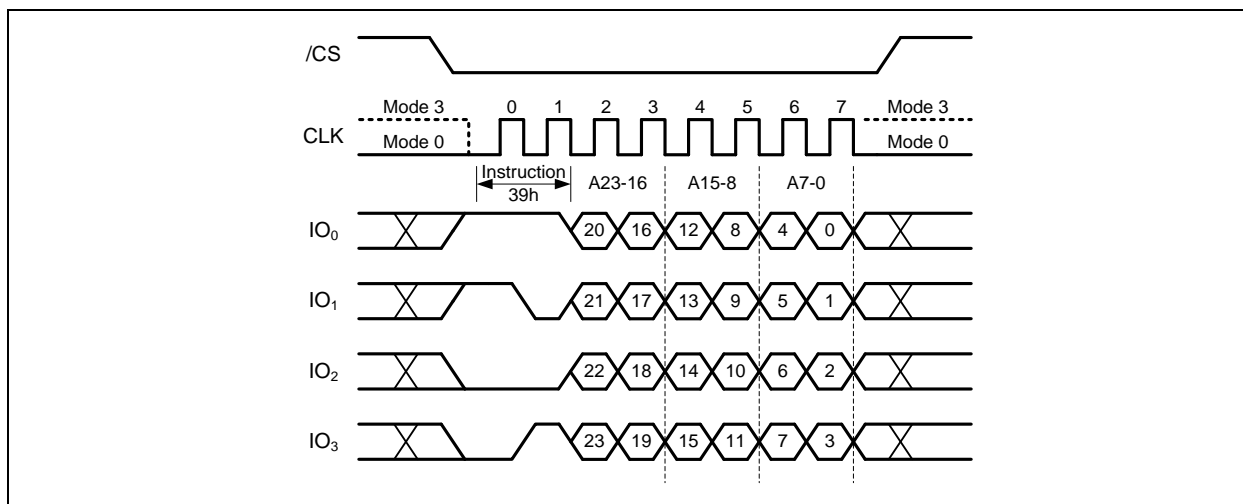 /CS
Mode 3 0 1 2 3 4 5 6 7 Mode 3
CLK
Mode 0 Mode 0
Instruction
39h
A23-16 A15-8 A7-0
IO₀ 20 16 12 8 4 0
IO₁ 21 17 13 9 5 1
IO₂ 22 18 14 10 6 2
IO₃ 23 19 15 11 7 3